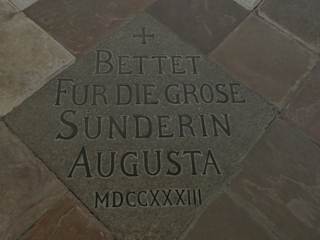 BETTET
FÜR DIE GROSE
SÜNDERIN
AUGUSTA
MDCCXXXIII